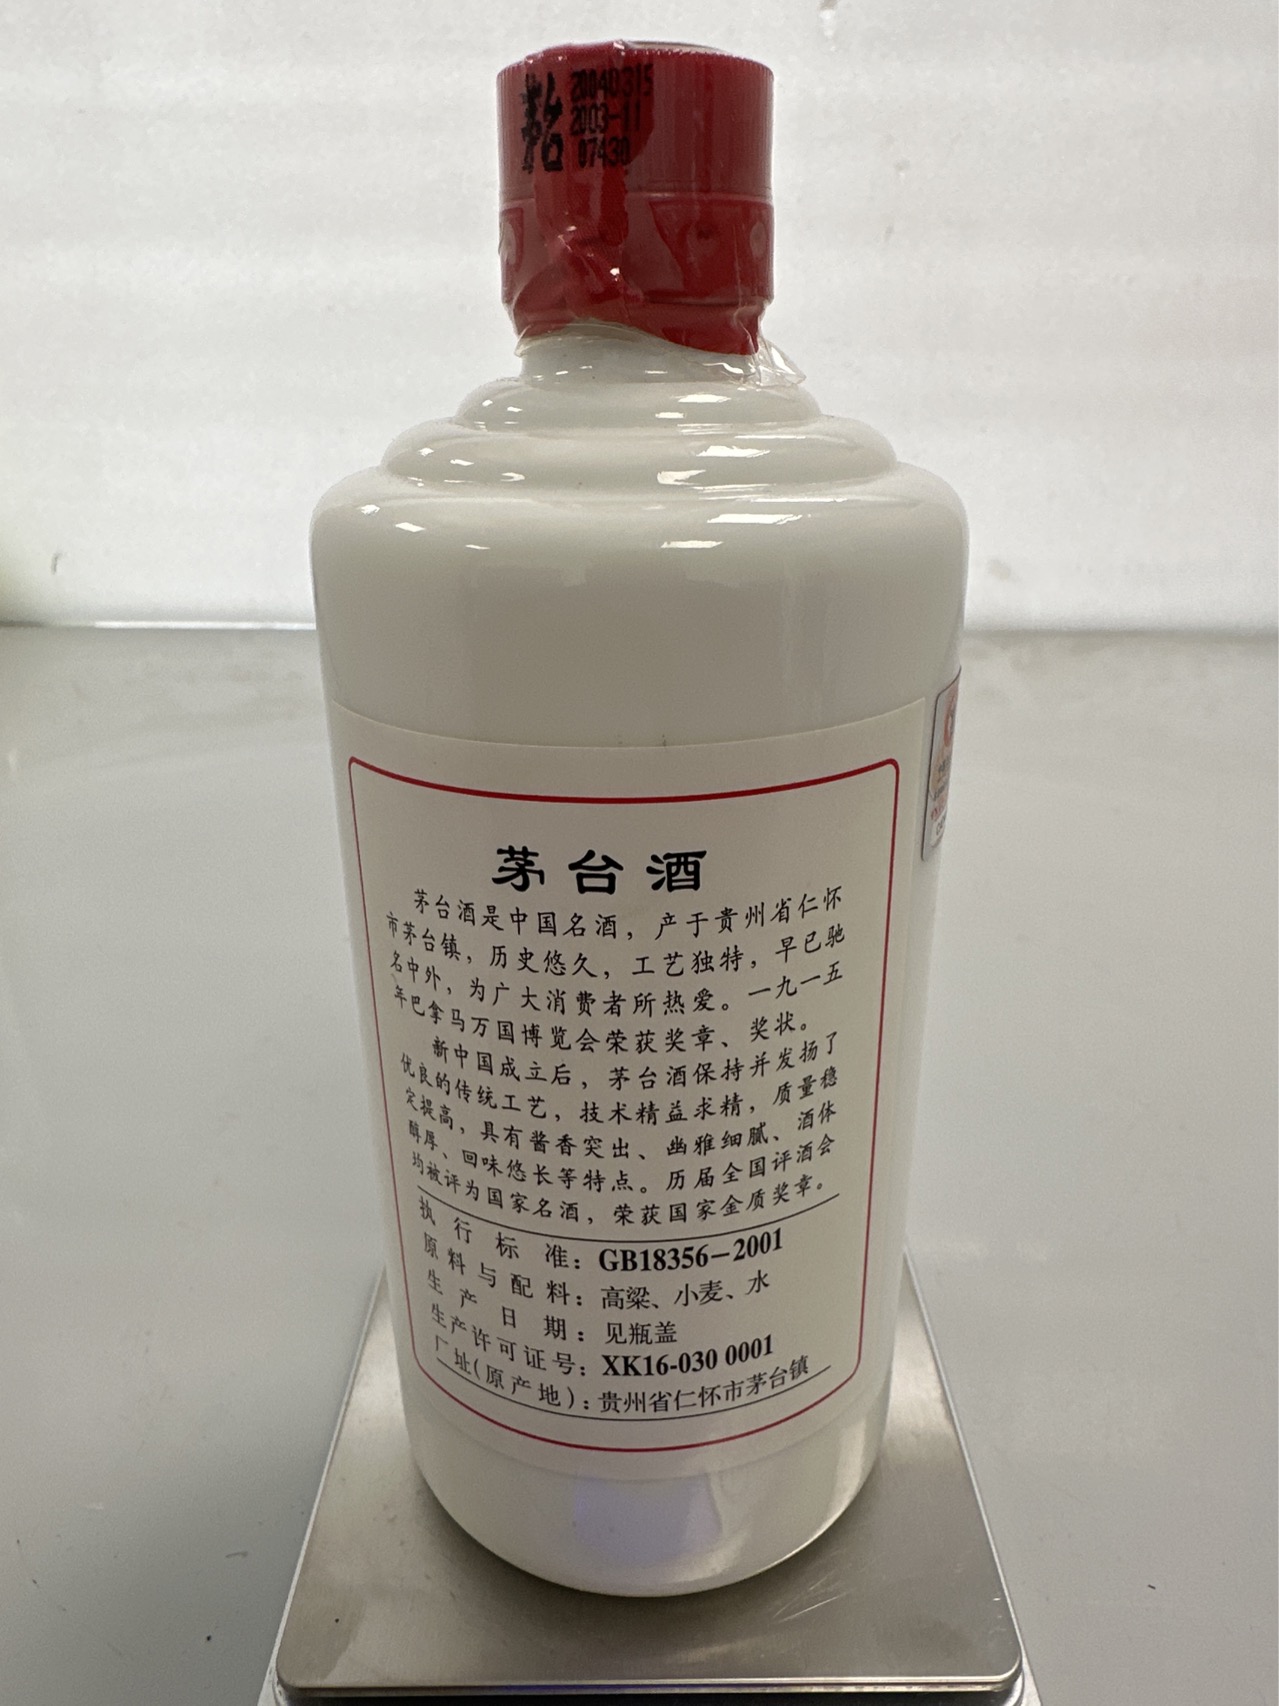 茅台
20040315
2003-11
07430
茅台酒
茅台酒是中国名酒，产于贵州省仁怀
市茅台镇，历史悠久，工艺独特，早已驰
名中外，为广大消费者所热爱。一九一五
年巴拿马万国博览会荣获奖章、奖状。
新中国成立后，茅台酒保持并发扬了
优良的传统工艺，技术精益求精，质量稳
定提高，具有酱香突出、幽雅细腻、酒体
醇厚、回味悠长等特点。历届全国评酒会
均被评为国家名酒，荣获国家金质奖章。
执行标准：GB18356－2001
原料与配料：高粱、小麦、水
生产日期：见瓶盖
生产许可证号：XK16-030 0001
厂址(原产地)：贵州省仁怀市茅台镇